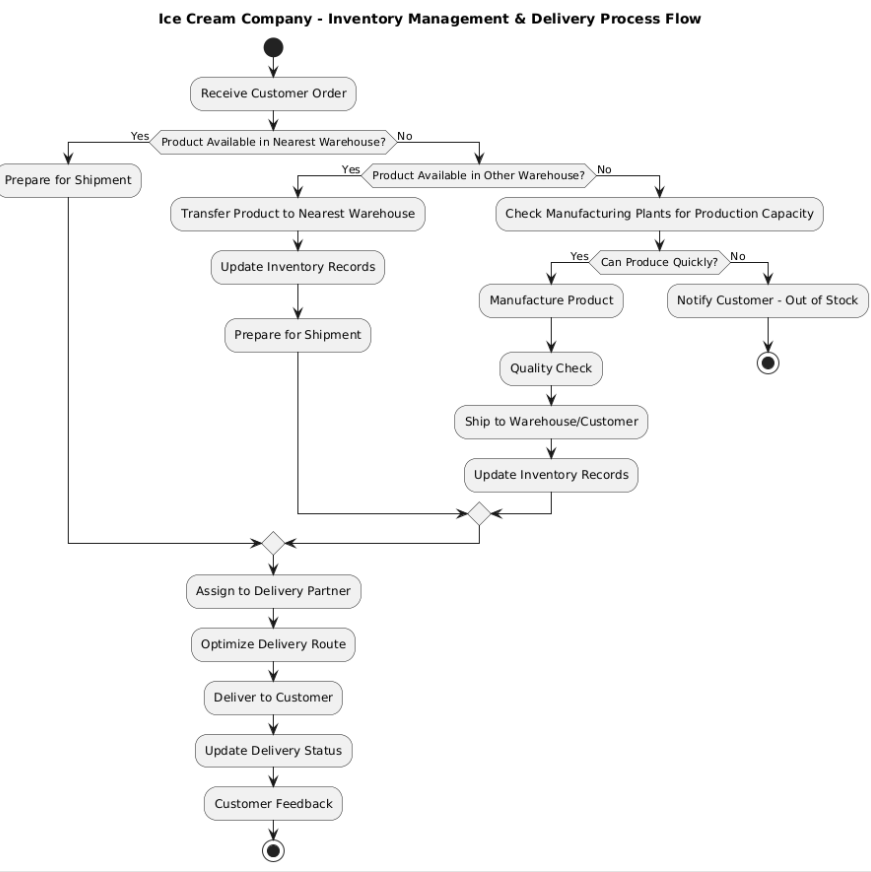 Ice Cream Company - Inventory Management & Delivery Process Flow
Receive Customer Order
Yes
Product Available in Nearest Warehouse?
No
Prepare for Shipment
Yes
Product Available in Other Warehouse?
No
Transfer Product to Nearest Warehouse
Check Manufacturing Plants for Production Capacity
Update Inventory Records
Yes
Can Produce Quickly?
No
Manufacture Product
Notify Customer - Out of Stock
Prepare for Shipment
Quality Check
Ship to Warehouse/Customer
Update Inventory Records
Assign to Delivery Partner
Optimize Delivery Route
Deliver to Customer
Update Delivery Status
Customer Feedback